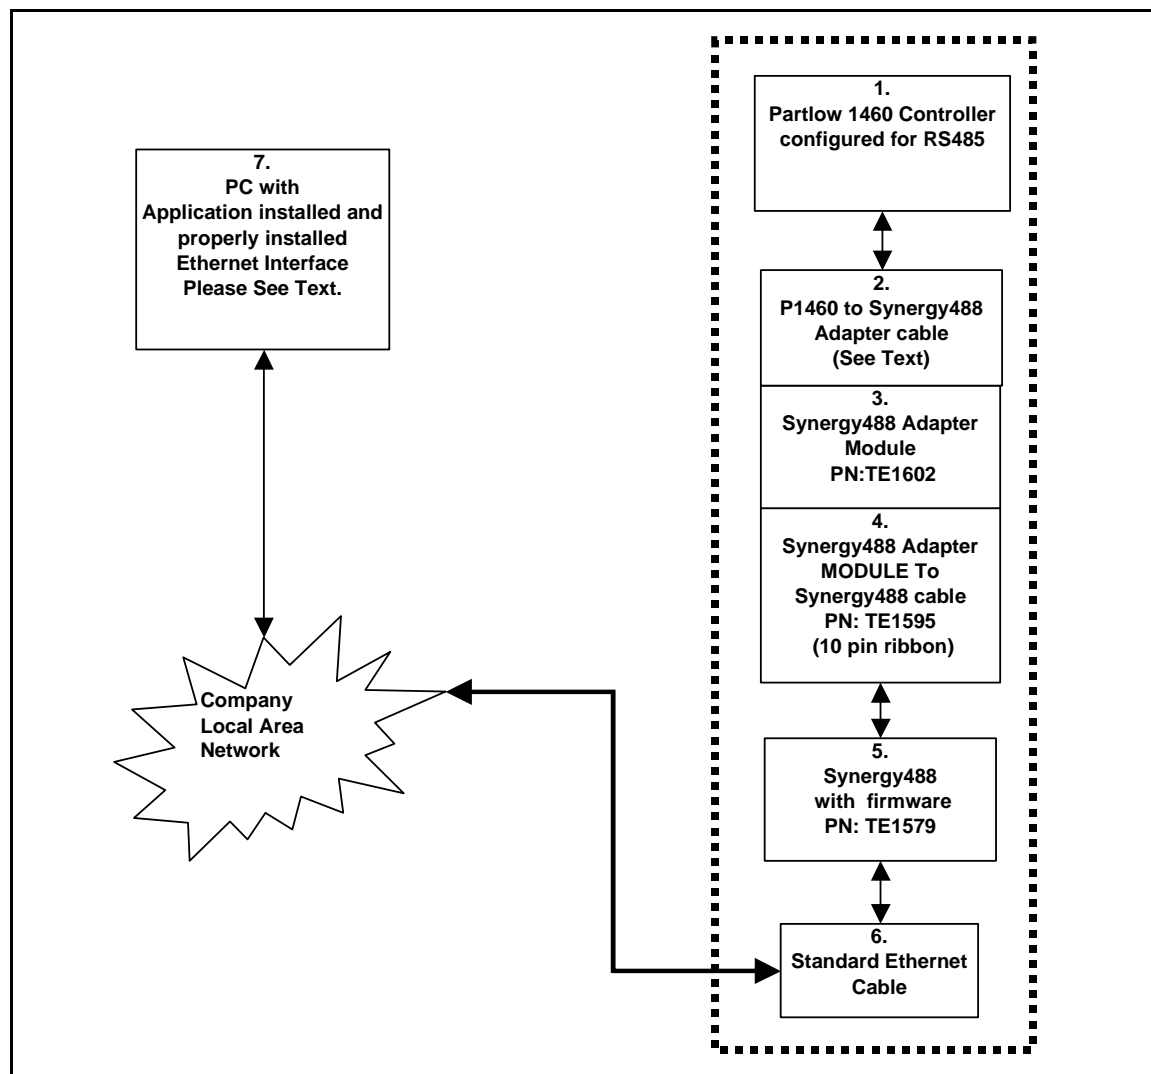 1.
Partlow 1460 Controller
configured for RS485
7.
PC with
Application installed and
properly installed
Ethernet Interface
Please See Text.
2.
P1460 to Synergy488
Adapter cable
(See Text)
3.
Synergy488 Adapter
Module
PN:TE1602
4.
Synergy488 Adapter
MODULE To
Synergy488 cable
PN: TE1595
(10 pin ribbon)
Company
Local Area
Network
5.
Synergy488
with firmware
PN: TE1579
6.
Standard Ethernet
Cable